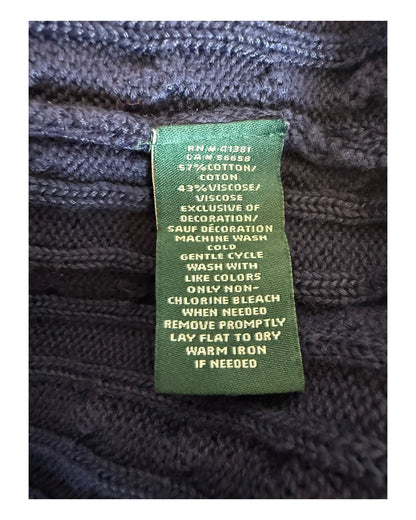 RN # 41381
CA # 56658
57% COTTON/
COTON
43% VISCOSE/
VISCOSE
EXCLUSIVE OF
DECORATION/
SAUF DÉCORATION
MACHINE WASH
COLD
GENTLE CYCLE
WASH WITH
LIKE COLORS
ONLY NON-
CHLORINE BLEACH
WHEN NEEDED
REMOVE PROMPTLY
LAY FLAT TO DRY
WARM IRON
IF NEEDED